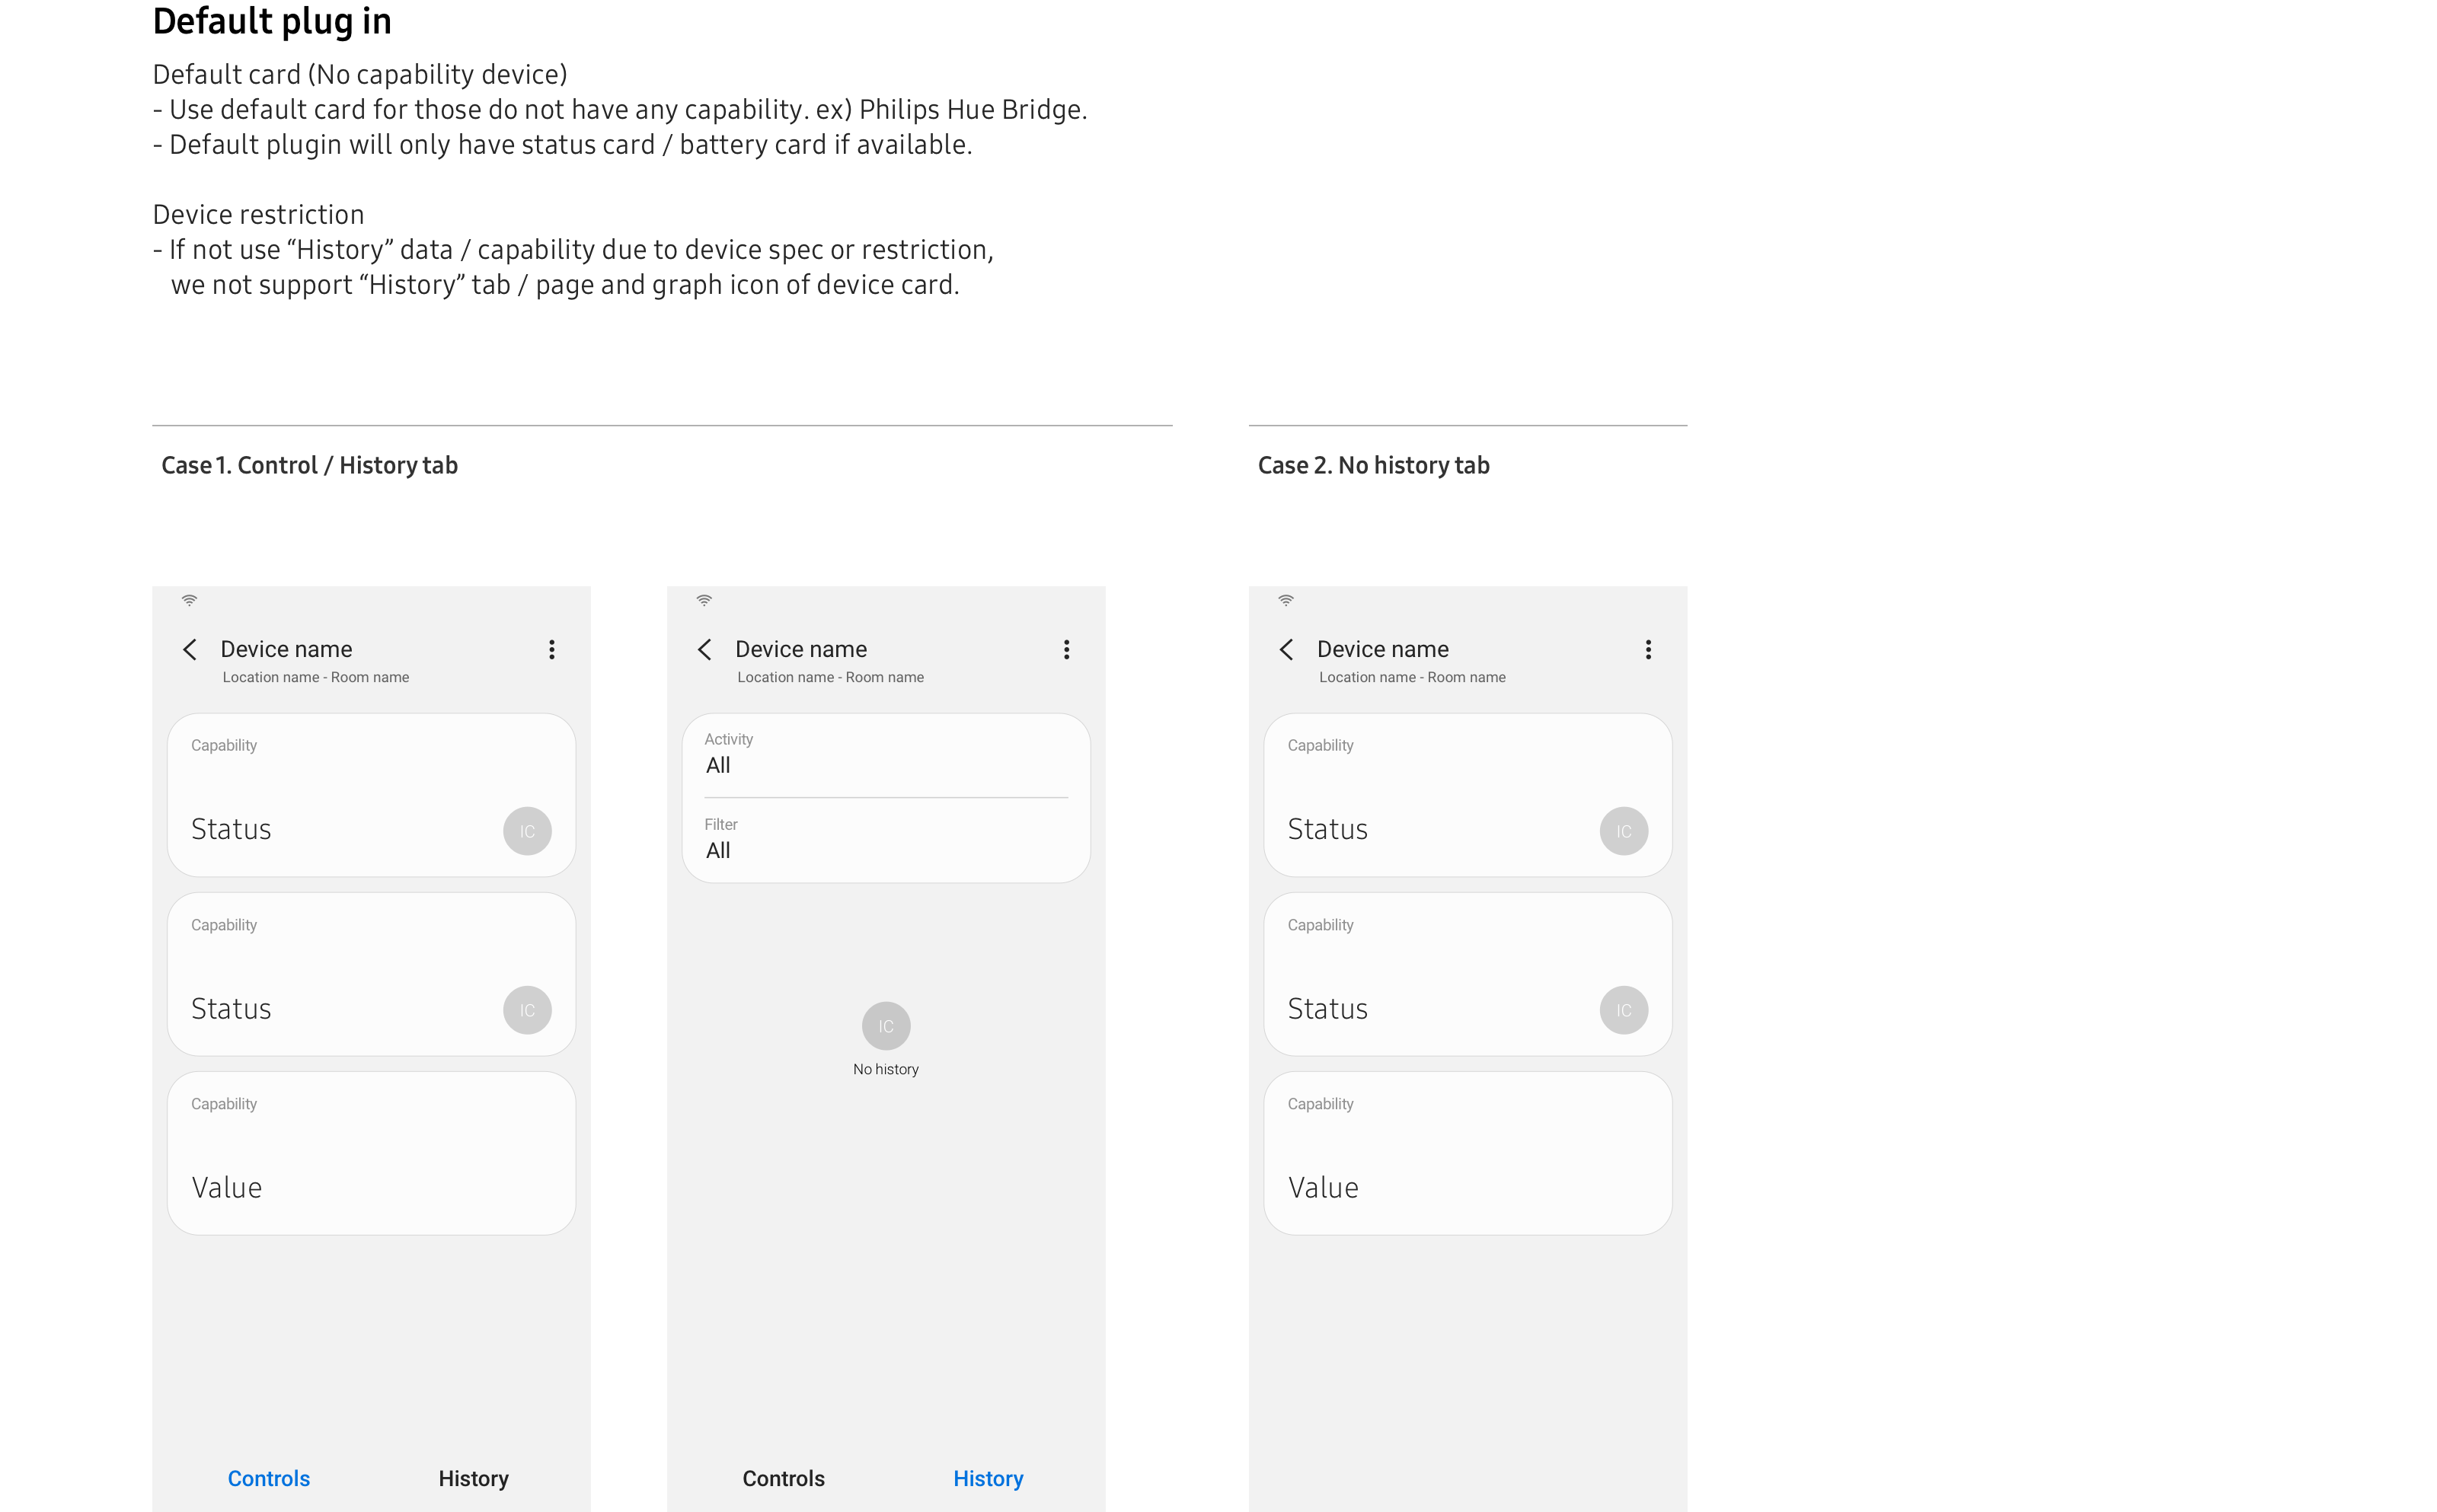 Default plug in
Default card (No capability device)
- Use default card for those do not have any capability. ex) Philips Hue Bridge.
- Default plugin will only have status card / battery card if available.
Device restriction
- If not use “History” data / capability due to device spec or restriction,
we not support “History” tab / page and graph icon of device card.
Case 1. Control / History tab
Device name
Location name - Room name
Capability
Status
IC
Capability
Status
IC
Capability
Value
Controls
History
Device name
Location name - Room name
Activity
All
Filter
All
IC
No history
Controls
History
Case 2. No history tab
Device name
Location name - Room name
Capability
Status
IC
Capability
Status
IC
Capability
Value